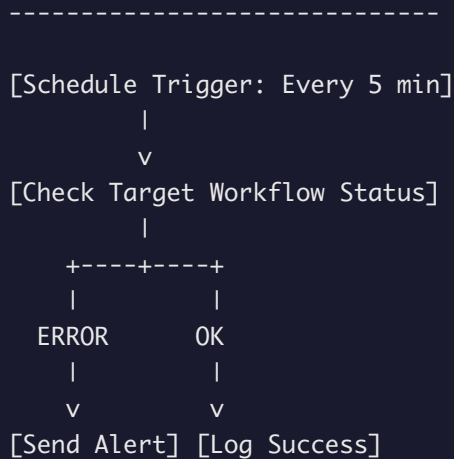 ------------------------------
[Schedule Trigger: Every 5 min]
|
v
[Check Target Workflow Status]
|
+----+----+
| |
ERROR OK
| |
v v
[Send Alert] [Log Success]